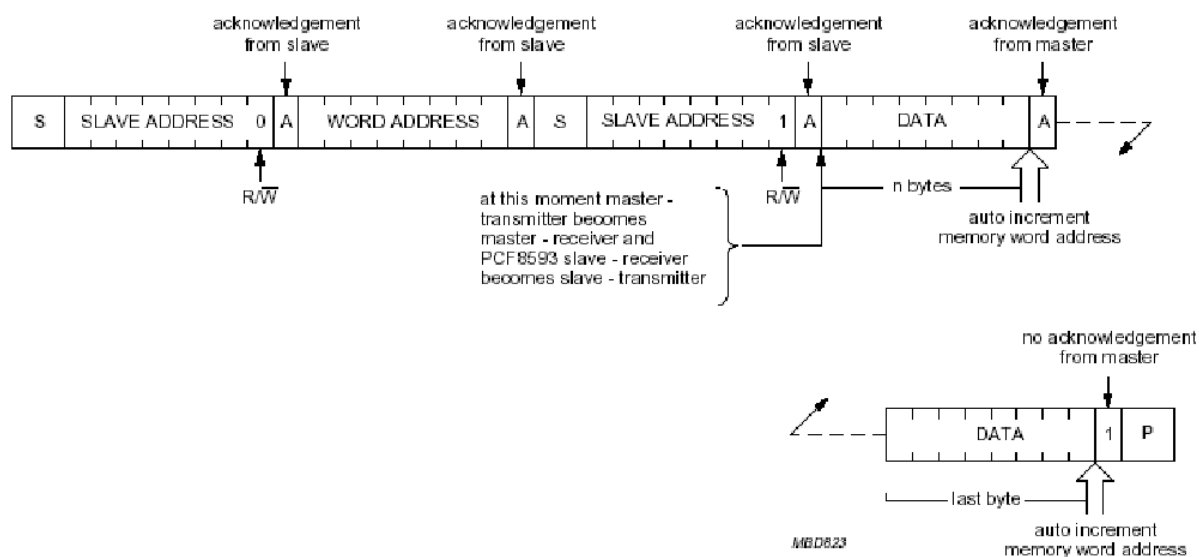 acknowledgement acknowledgement acknowledgement acknowledgement
from slave from slave from slave from master
S SLAVE ADDRESS 0 A WORD ADDRESS A S SLAVE ADDRESS 1 A DATA A
R/W̅ R/W̅ n bytes
at this moment master -
transmitter becomes
master - receiver and
PCF8593 slave - receiver
becomes slave - transmitter
auto increment
memory word address
no acknowledgement
from master
DATA 1 P
last byte
auto increment
memory word address
MBD823